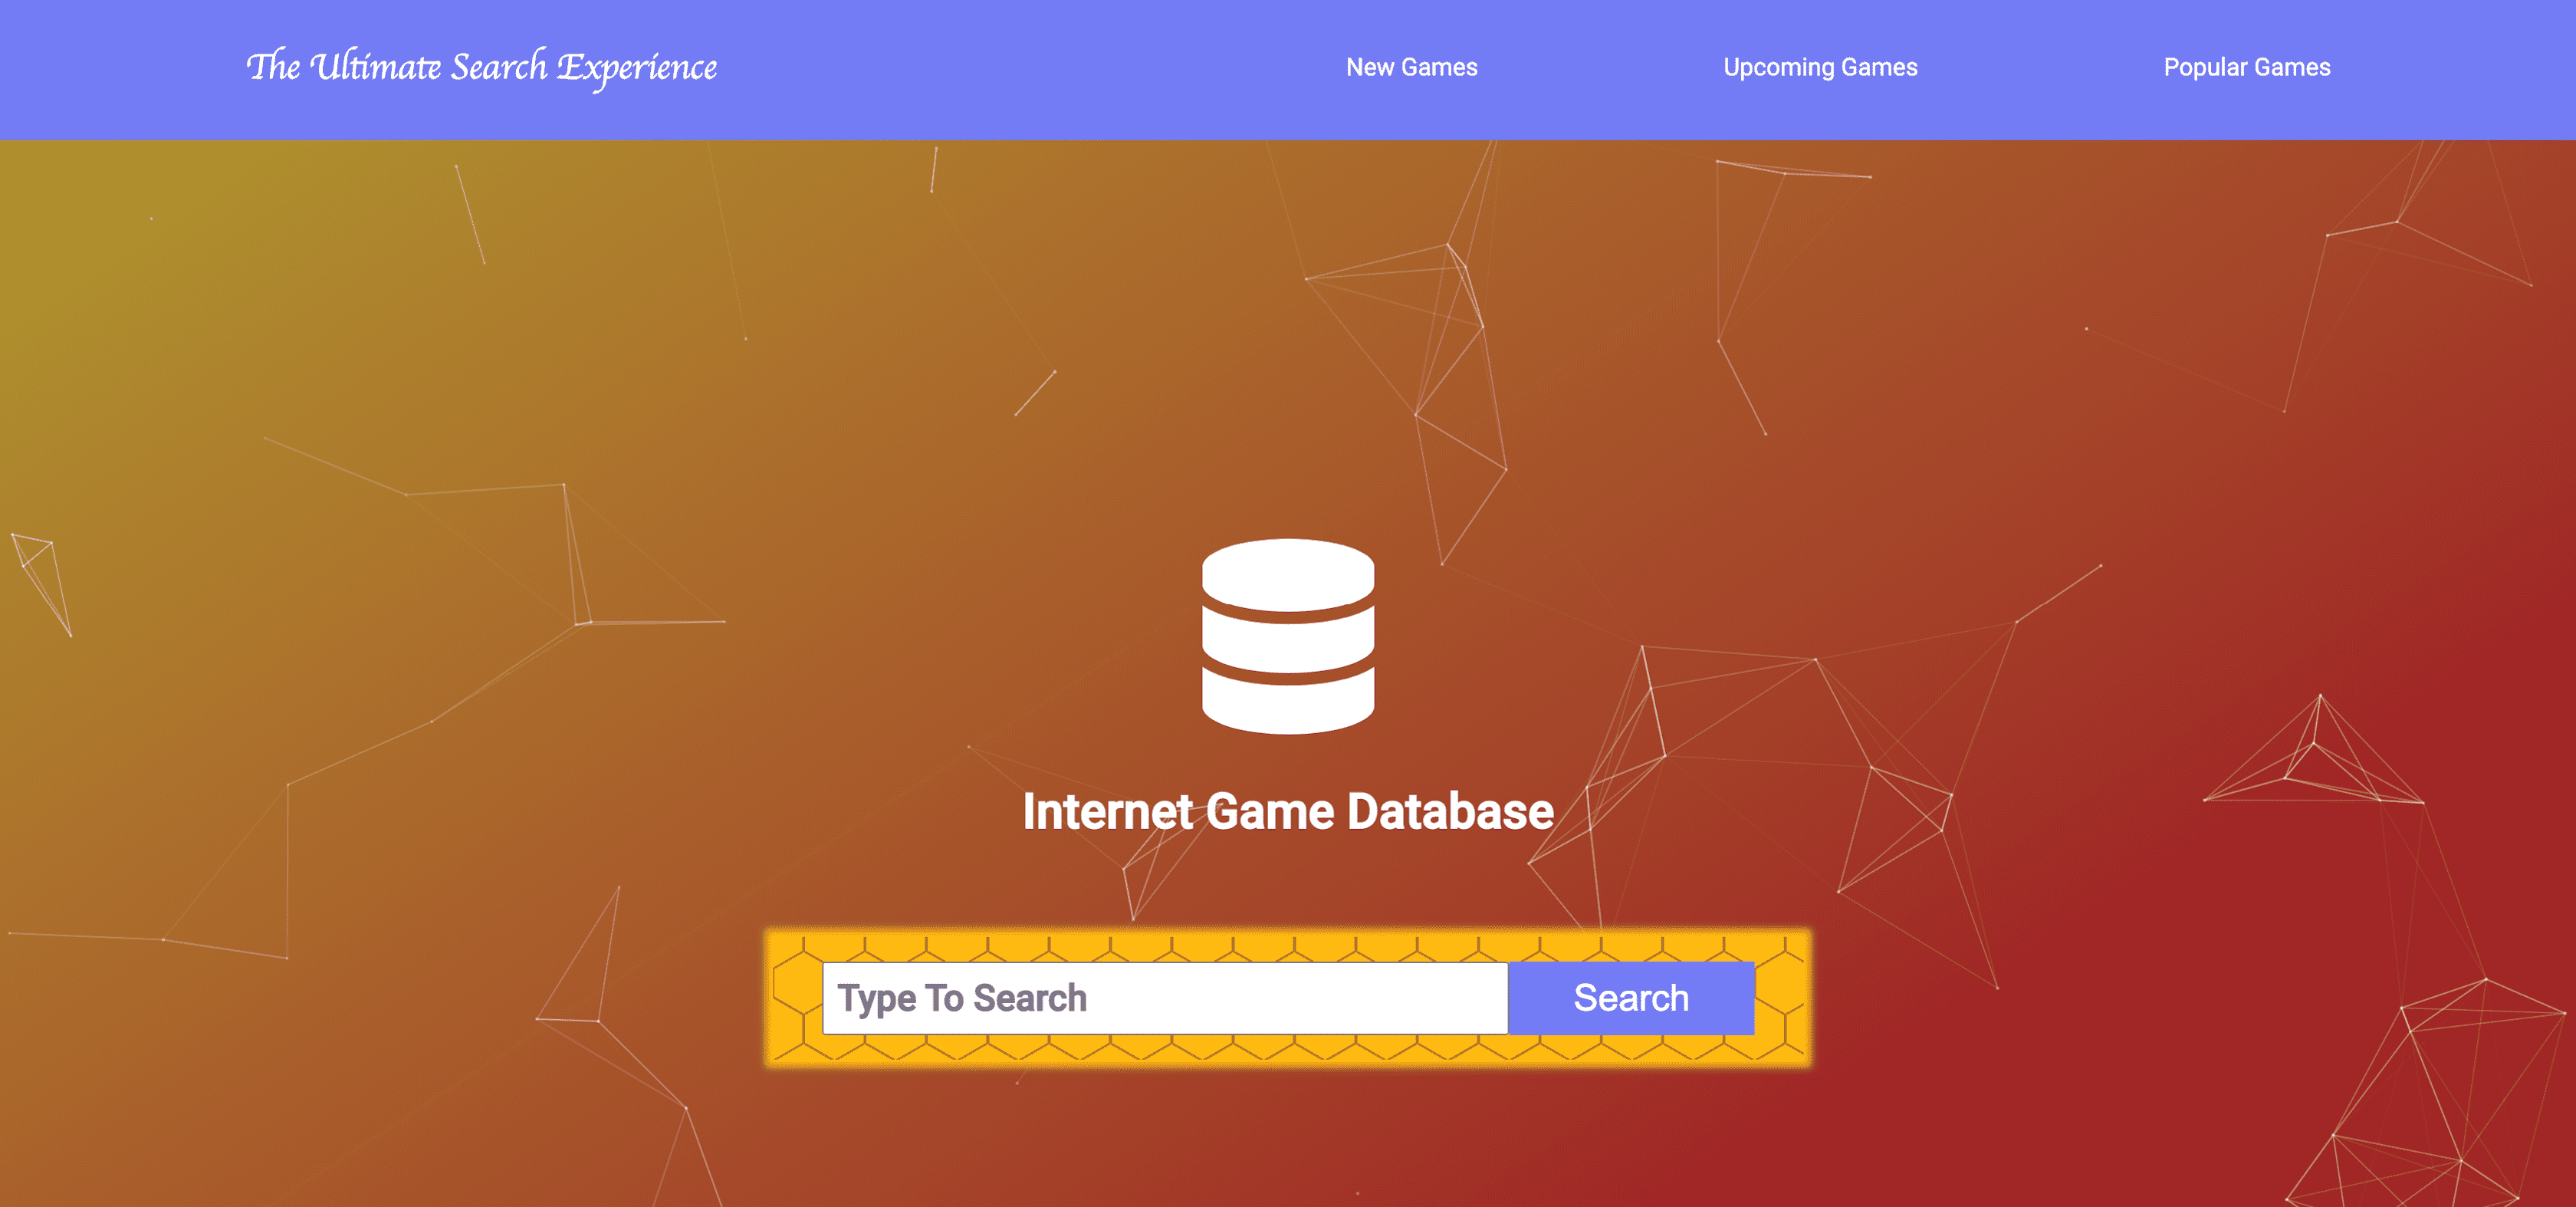 The Ultimate Search Experience
New Games
Upcoming Games
Popular Games
Internet Game Database
Type To Search
Search